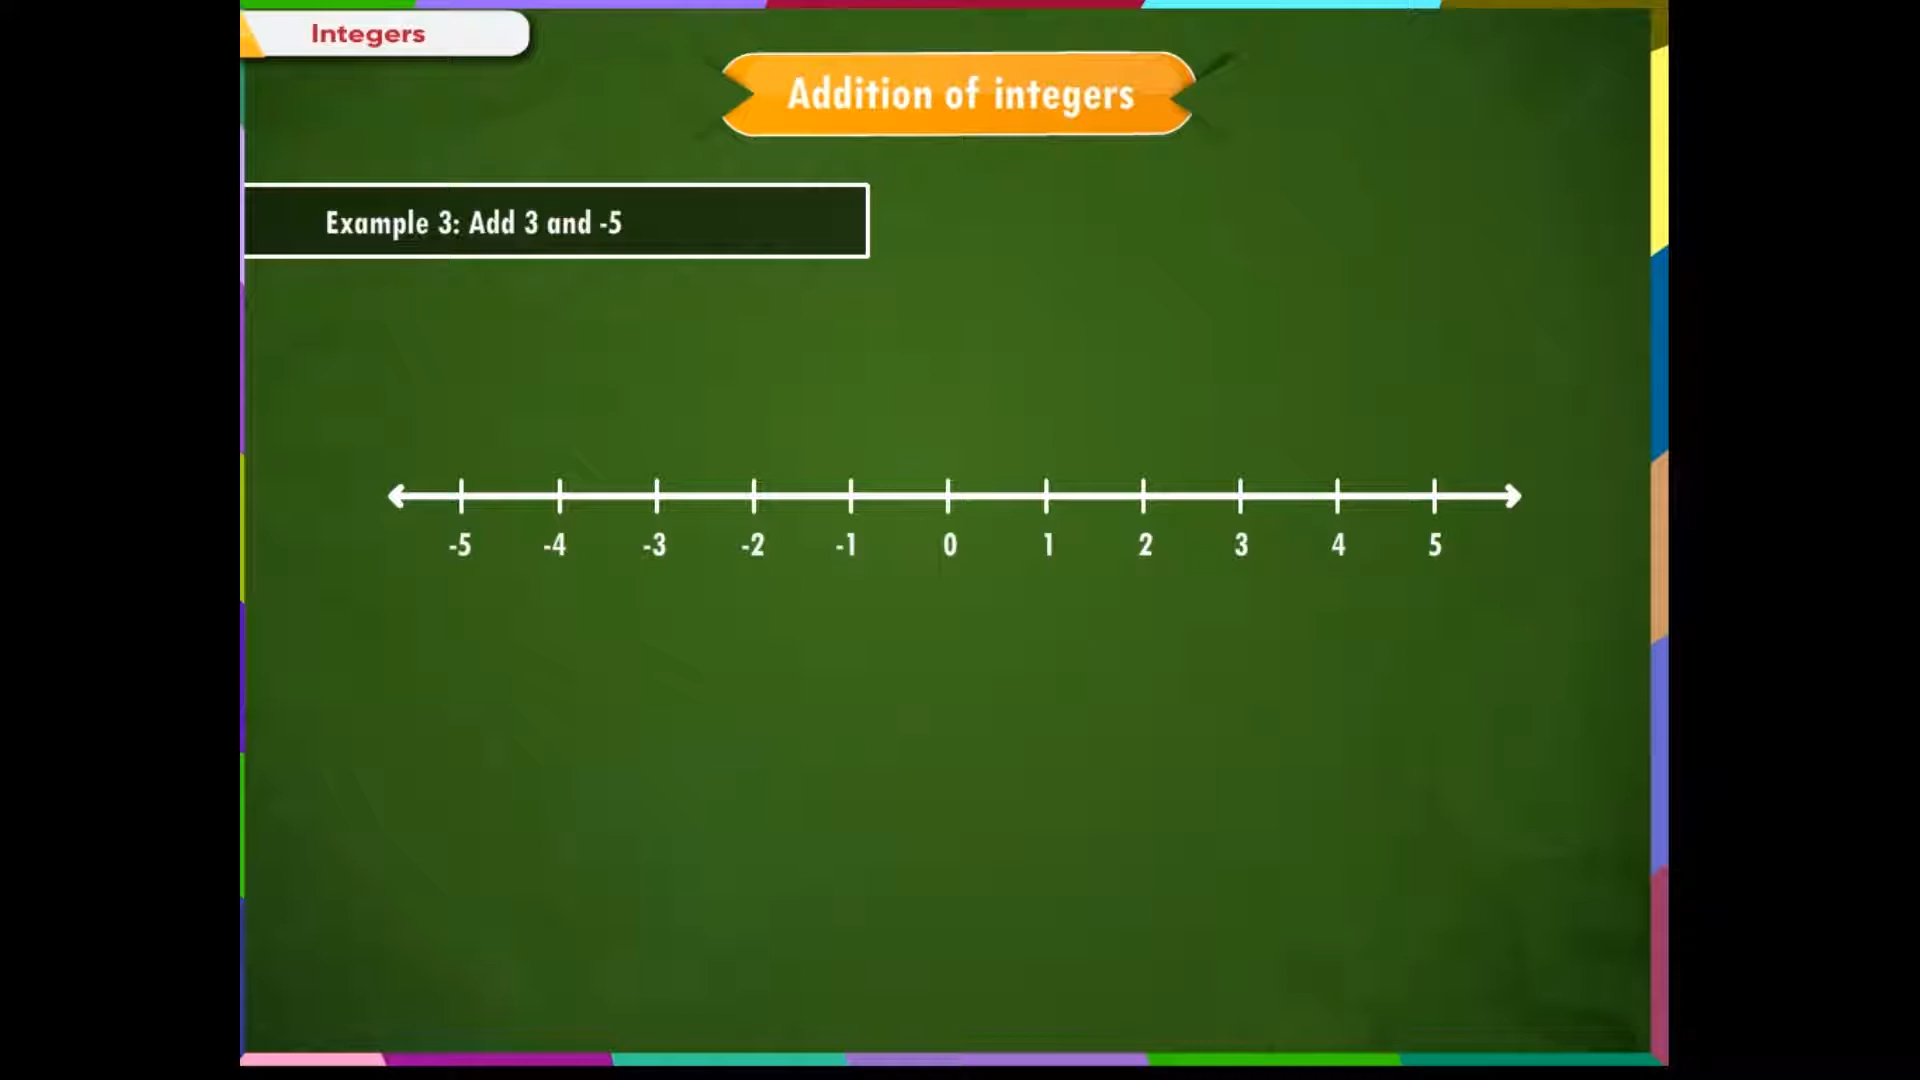 Integers
Addition of integers
Example 3: Add 3 and -5
-5 -4 -3 -2 -1 0 1 2 3 4 5